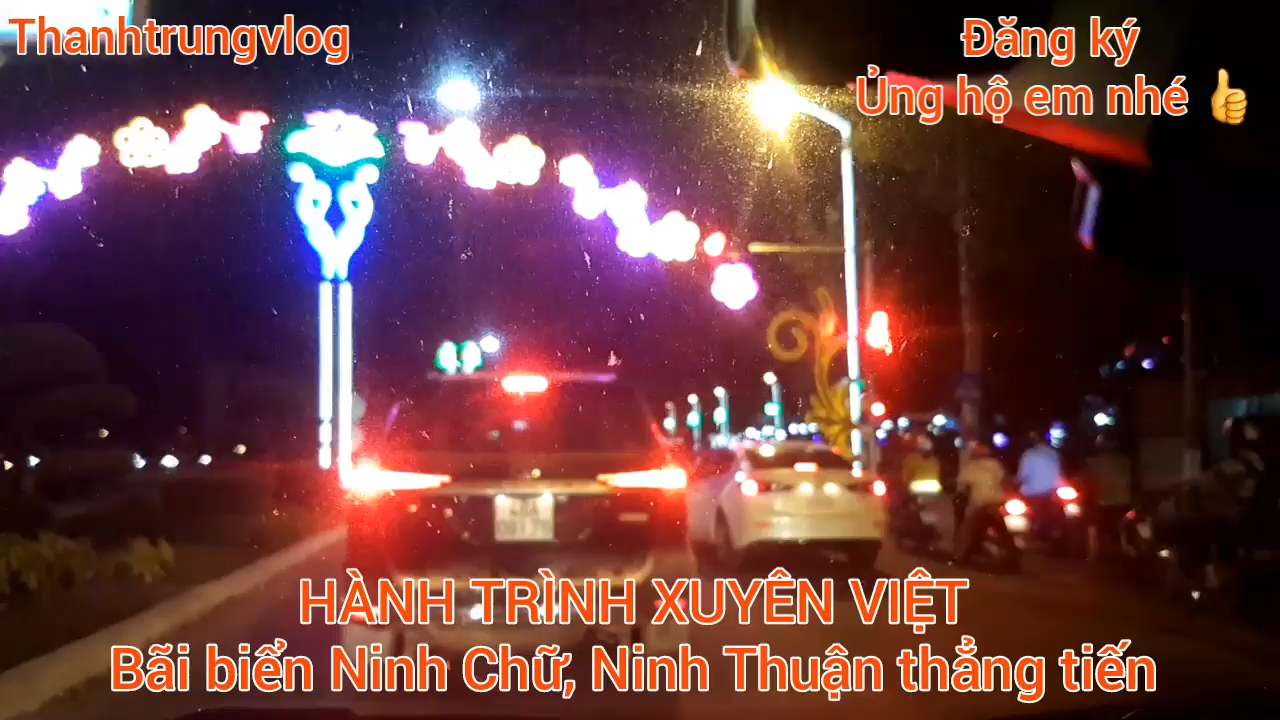 Thanhtrungvlog
Đăng ký
Ủng hộ em nhé 👍
HÀNH TRÌNH XUYÊN VIỆT
Bãi biển Ninh Chữ, Ninh Thuận thẳng tiến